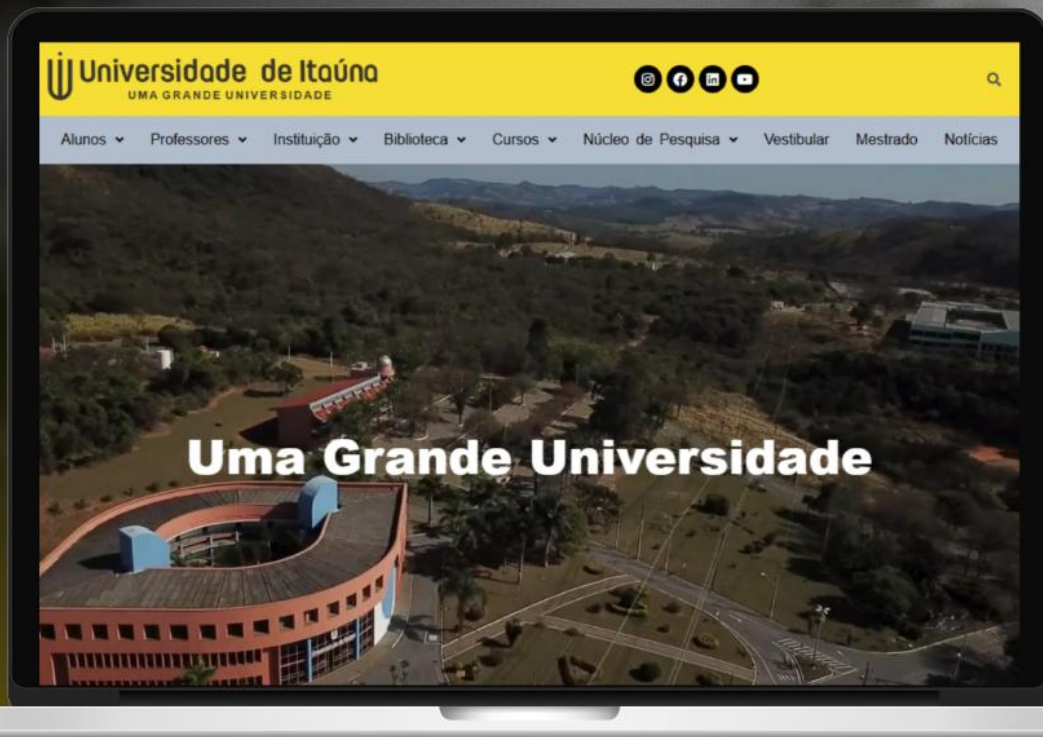 Universidade de Itaúna
UMA GRANDE UNIVERSIDADE
Alunos Professores Instituição Biblioteca Cursos Núcleo de Pesquisa Vestibular Mestrado Notícias
Uma Grande Universidade